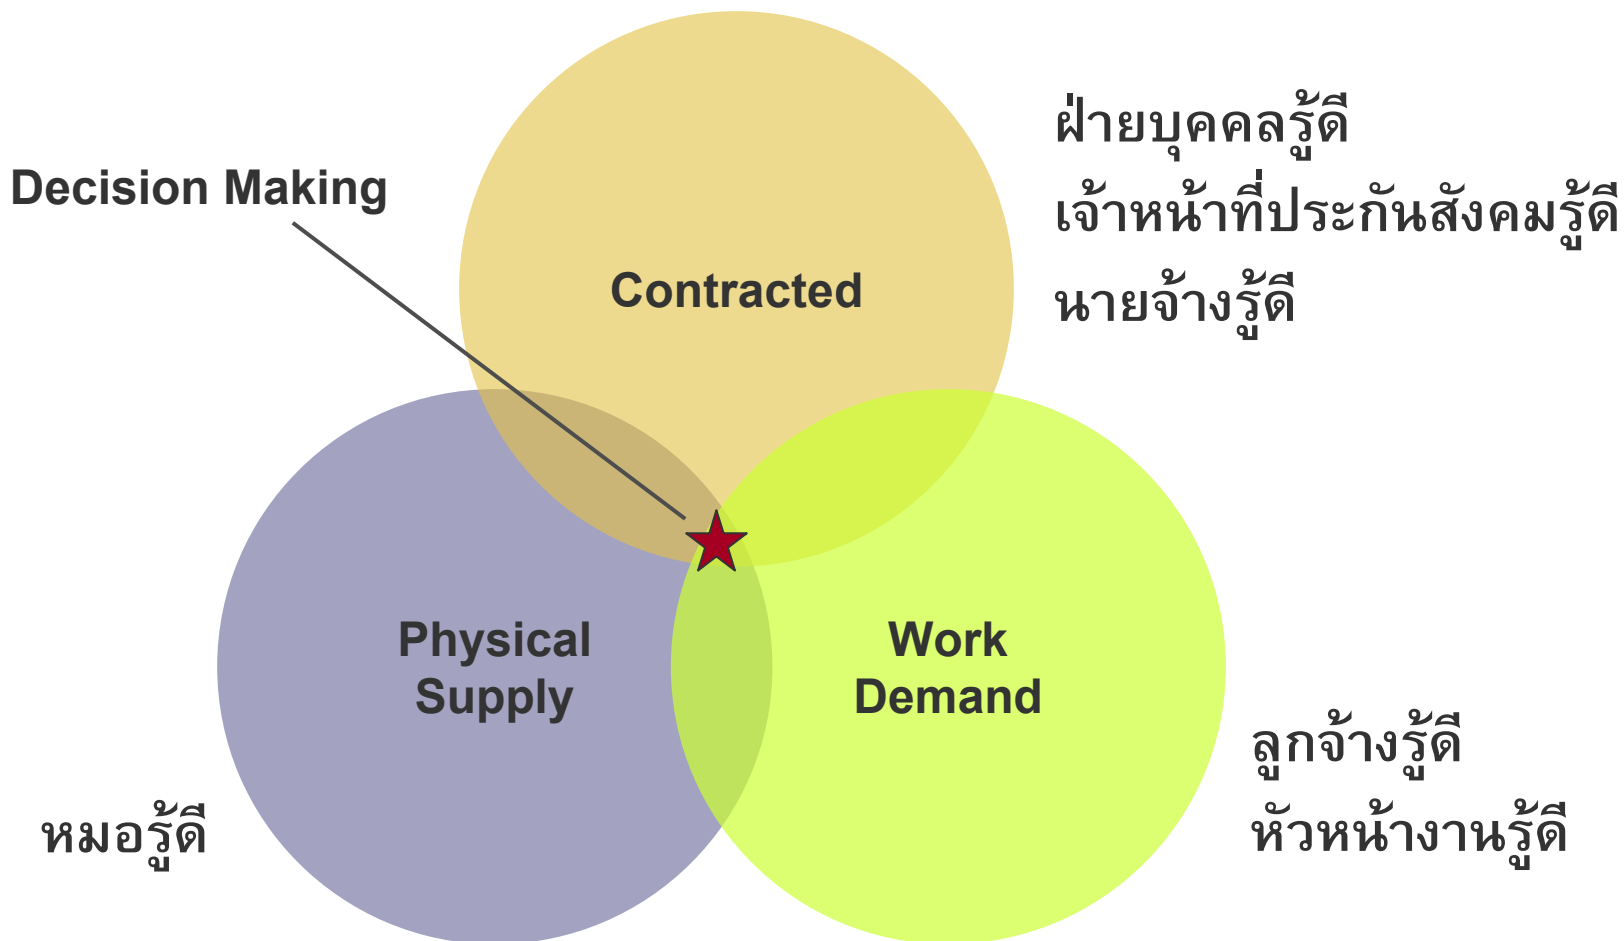 ฝ่ายบุคคลรู้ดี
เจ้าหน้าที่ประกันสังคมรู้ดี
นายจ้างรู้ดี
Decision Making
Contracted
Physical
Supply
Work
Demand
ลูกจ้างรู้ดี
หัวหน้างานรู้ดี
หมอรู้ดี